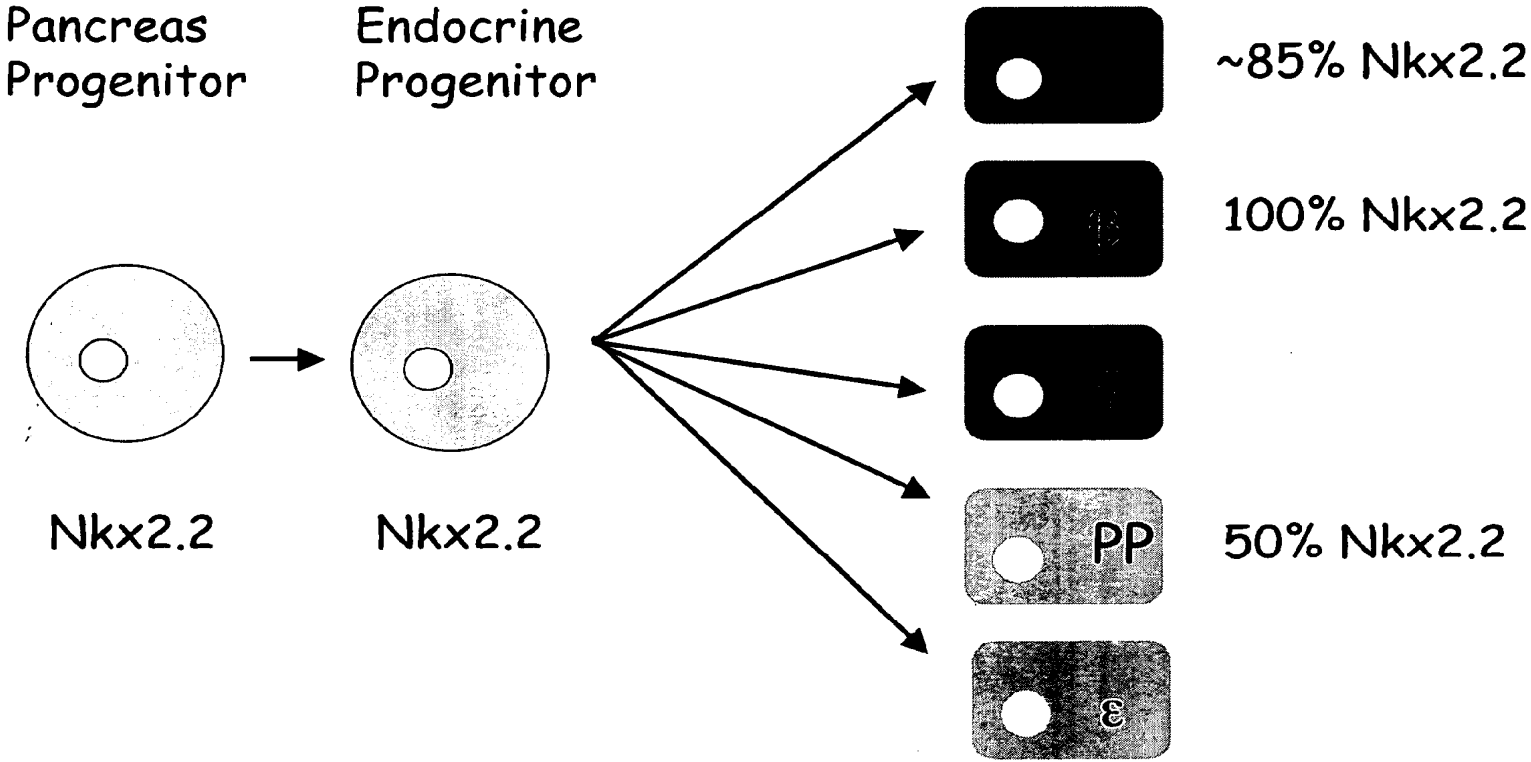 Pancreas
Progenitor
Endocrine
Progenitor
~85% Nkx2.2
100% Nkx2.2
Nkx2.2
Nkx2.2
PP
50% Nkx2.2
ε